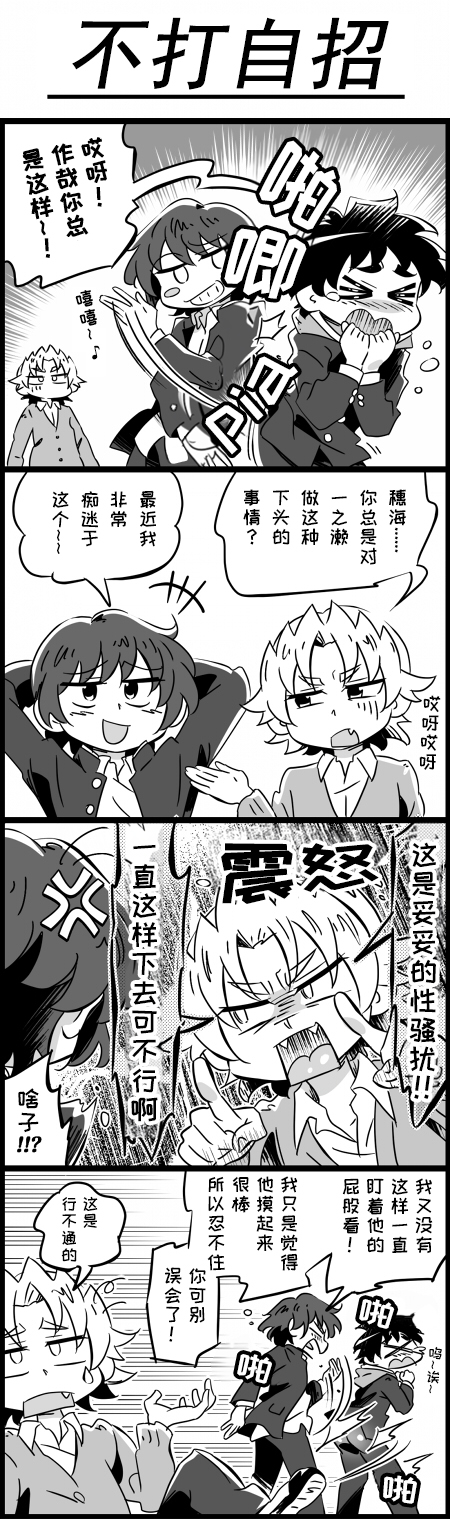 不打自招
啪
唧
pia
哎呀！
作哉你总
是这样~！
嘻
嘻
~♪
穗海……
你总是对
一之濑
做这种
下头的
事情？
最近我
非常
痴迷于
这个~
哎呀哎呀
这是妥妥的性骚扰!!
震怒
一直这样下去可不行啊
啥子!!?
我又没有
这样一直
盯着他的
屁股看！
我只是觉得
他摸起来
很棒
所以忍不住
你可别
误会了！
这是
行不通的
啪
呜~诶~
啪
啪